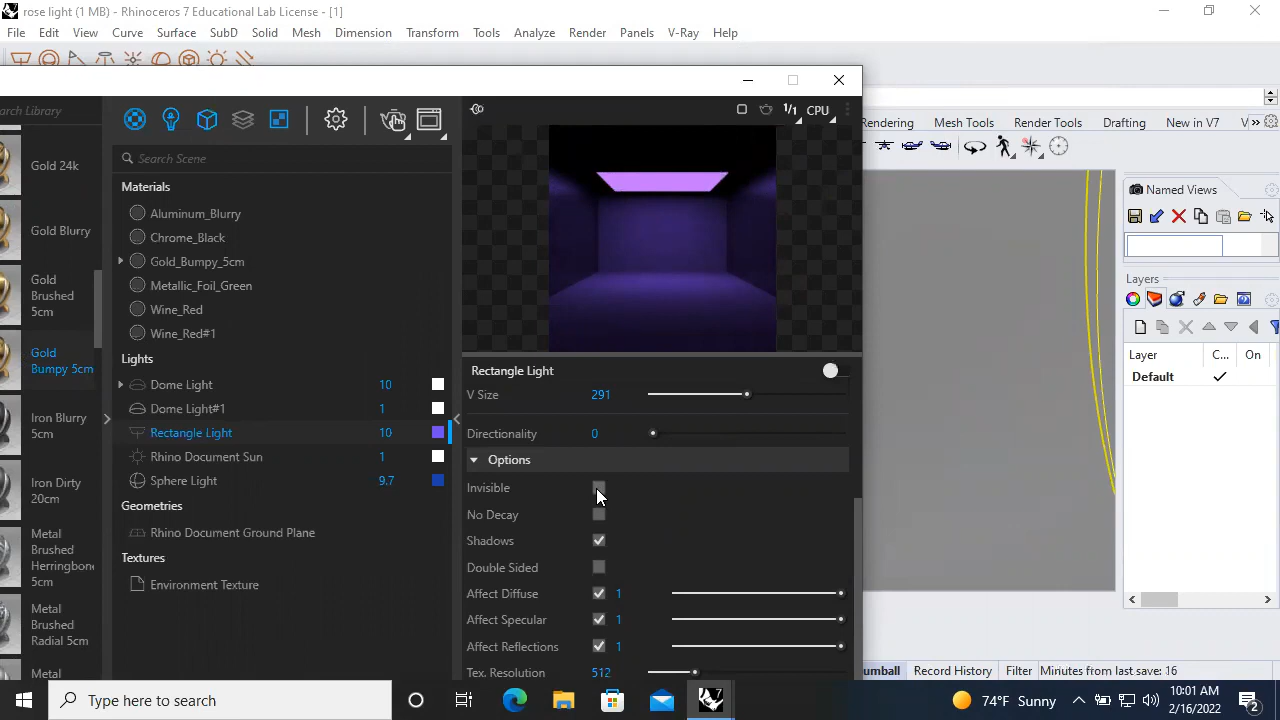 rose light (1 MB) - Rhinoceros 7 Educational Lab License - [1]
File Edit View Curve Surface SubD Solid Mesh Dimension Transform Tools Analyze Render Panels V-Ray Help
arch Library
1/1 CPU
Search Scene
Gold 24k
Gold Blurry
Gold
Brushed
5cm
Gold
Bumpy 5cm
Iron Blurry
5cm
Iron Dirty
20cm
Metal
Brushed
Herringbone
5cm
Metal
Brushed
Radial 5cm
Metal
Materials
Aluminum_Blurry
Chrome_Black
Gold_Bumpy_5cm
Metallic_Foil_Green
Wine_Red
Wine_Red#1
Lights
Dome Light 10
Dome Light#1 1
Rectangle Light 10
Rhino Document Sun 1
Sphere Light 9.7
Geometries
Rhino Document Ground Plane
Textures
Environment Texture
Rectangle Light
V Size 291
Directionality 0
Options
Invisible
No Decay
Shadows
Double Sided
Affect Diffuse 1
Affect Specular 1
Affect Reflections 1
Tex. Resolution 512
Rendering Mesh Tools Render Tools Drafting New in V7 »
Named Views
Layers
Layer C... On
Default
umball Record History Filter Minutes from last save: 16
Type here to search
7
74°F Sunny
10:01 AM
2/16/2022
2